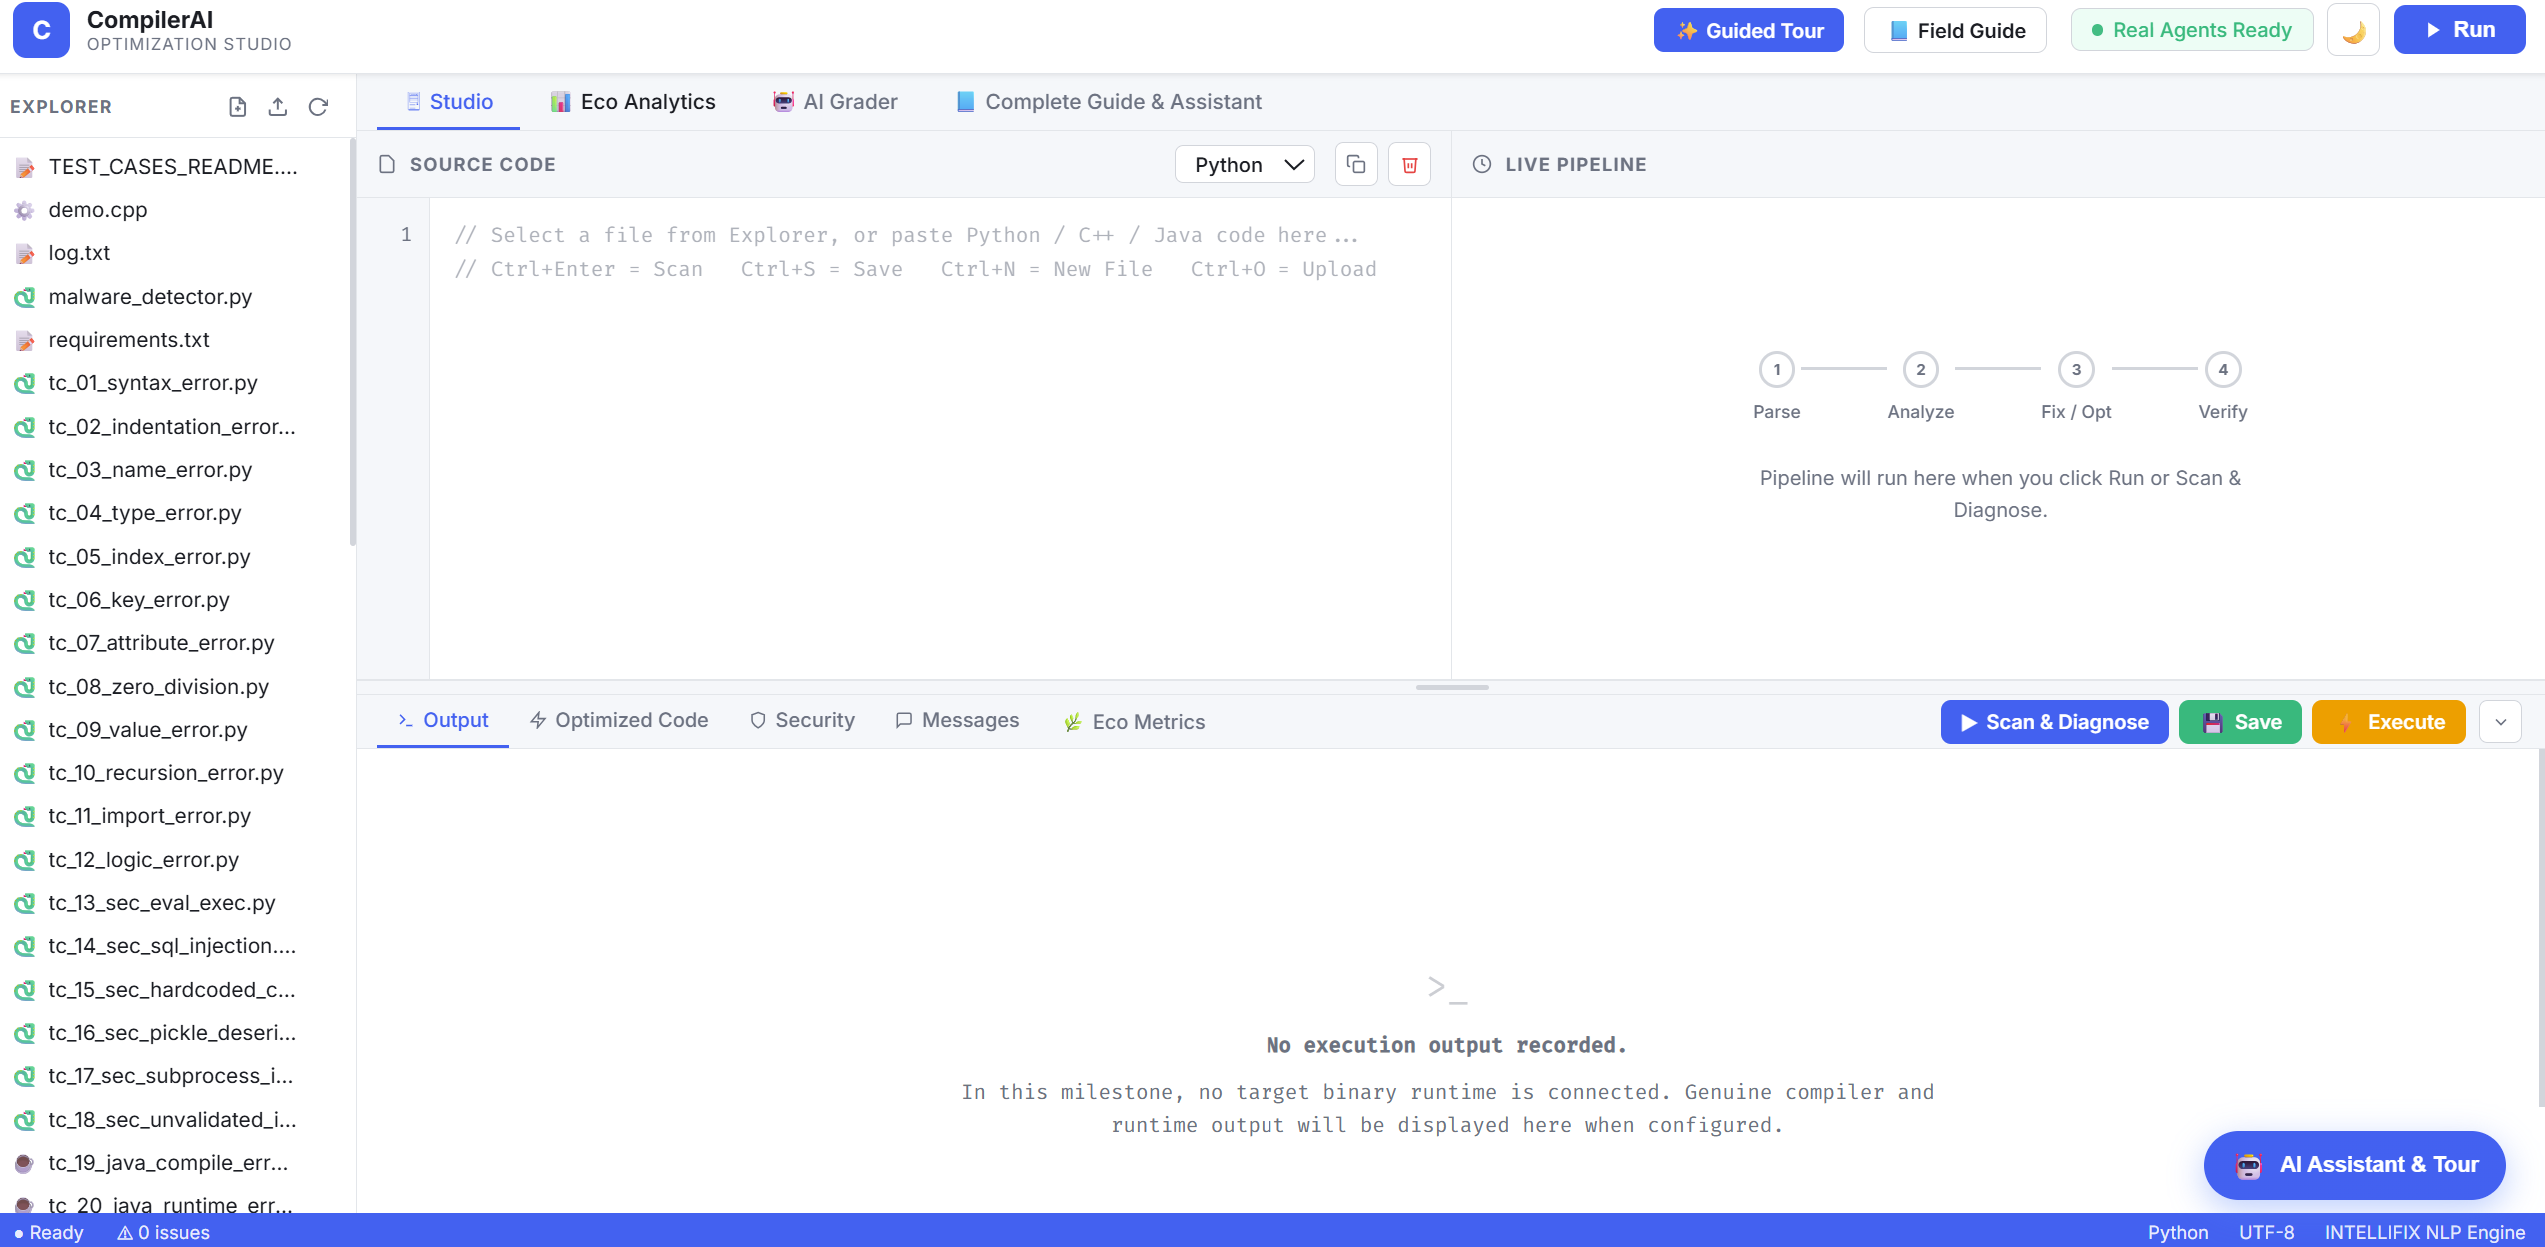 C
CompilerAI
OPTIMIZATION STUDIO
Guided Tour
Field Guide
Real Agents Ready
Run
EXPLORER
TEST_CASES_README....
demo.cpp
log.txt
malware_detector.py
requirements.txt
tc_01_syntax_error.py
tc_02_indentation_error...
tc_03_name_error.py
tc_04_type_error.py
tc_05_index_error.py
tc_06_key_error.py
tc_07_attribute_error.py
tc_08_zero_division.py
tc_09_value_error.py
tc_10_recursion_error.py
tc_11_import_error.py
tc_12_logic_error.py
tc_13_sec_eval_exec.py
tc_14_sec_sql_injection....
tc_15_sec_hardcoded_c...
tc_16_sec_pickle_deseri...
tc_17_sec_subprocess_i...
tc_18_sec_unvalidated_i...
tc_19_java_compile_err...
tc_20_java_runtime_err...
Studio
Eco Analytics
AI Grader
Complete Guide & Assistant
SOURCE CODE
Python
1
// Select a file from Explorer, or paste Python / C++ / Java code here...
// Ctrl+Enter = Scan   Ctrl+S = Save   Ctrl+N = New File   Ctrl+O = Upload
LIVE PIPELINE
1
2
3
4
Parse
Analyze
Fix / Opt
Verify
Pipeline will run here when you click Run or Scan &
Diagnose.
Output
Optimized Code
Security
Messages
Eco Metrics
Scan & Diagnose
Save
Execute
>_
No execution output recorded.
In this milestone, no target binary runtime is connected. Genuine compiler and
runtime output will be displayed here when configured.
AI Assistant & Tour
Ready
0 issues
Python
UTF-8
INTELLIFIX NLP Engine